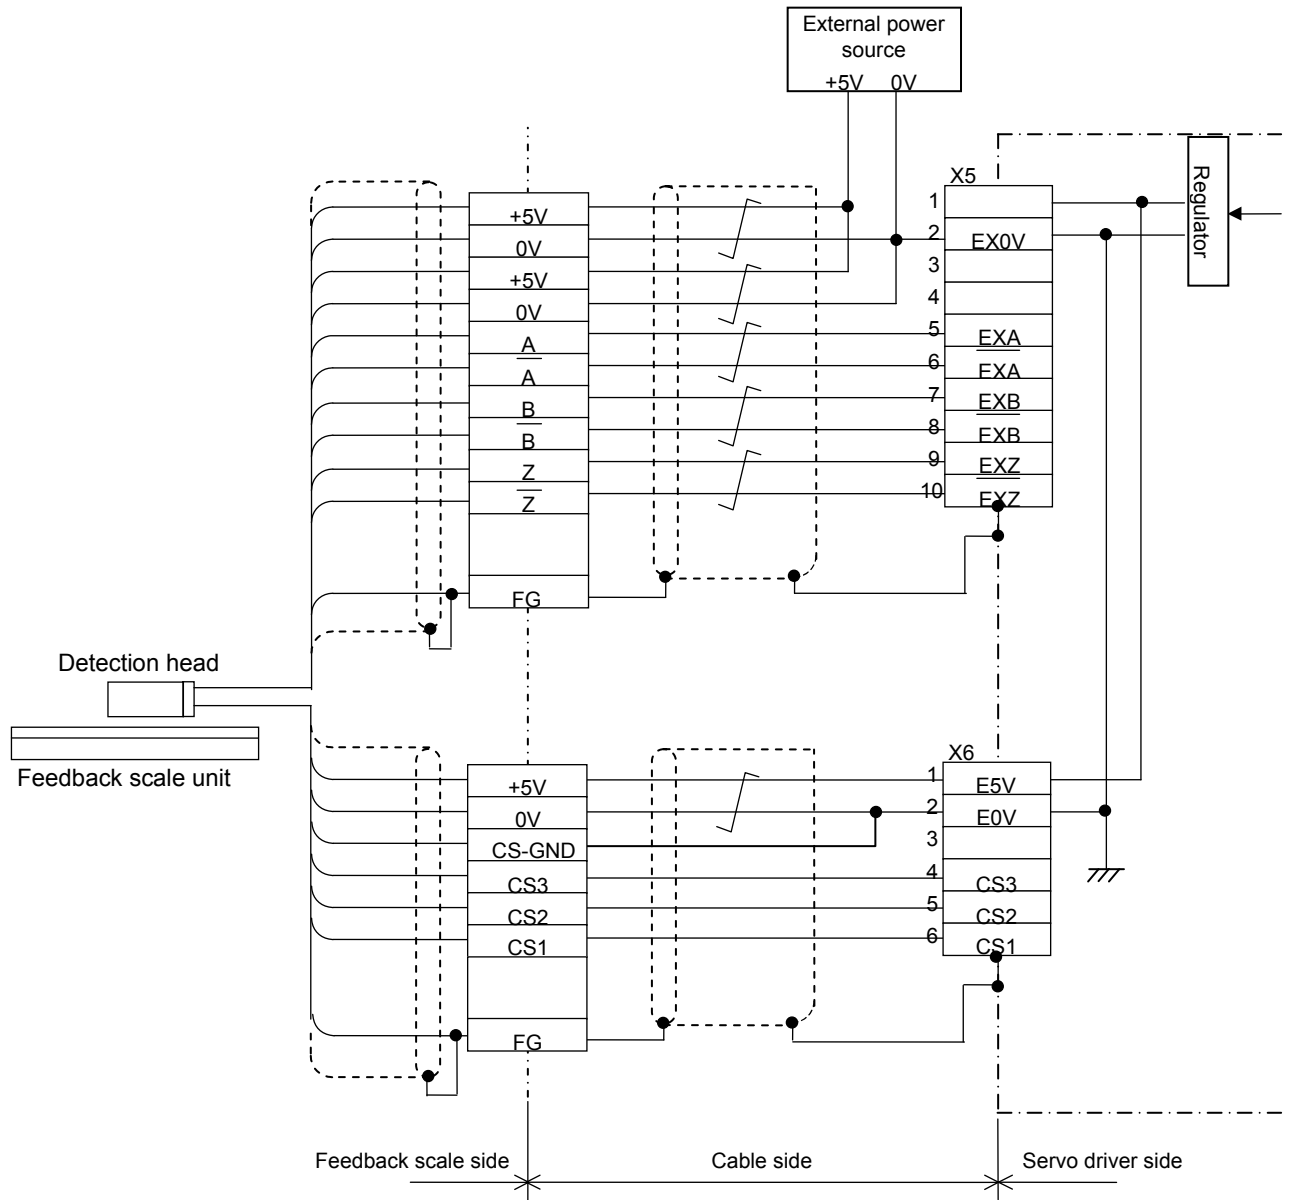 External power
source
+5V 0V
Regulator
X5
+5V
0V
+5V
0V
A
A̅
B
B̅
Z
Z̅
FG
1
2
3
4
5
6
7
8
9
10
EX0V
EXA
E̅X̅A̅
EXB
E̅X̅B̅
EXZ
E̅X̅Z̅
Detection head
Feedback scale unit
X6
+5V
0V
CS-GND
CS3
CS2
CS1
FG
1
2
3
4
5
6
E5V
E0V
CS3
CS2
CS1
Feedback scale side
Cable side
Servo driver side